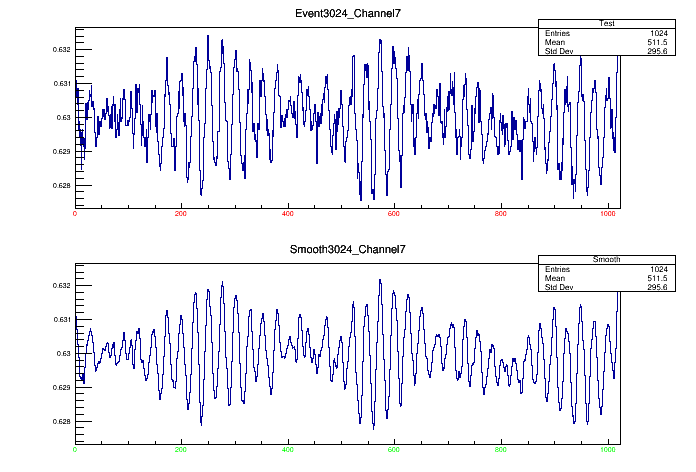 Event3024_Channel7
Test
Entries 1024
Mean 511.5
Std Dev 295.6
0.632
0.631
0.63
0.629
0.628
0 200 400 600 800 1000
Smooth3024_Channel7
Smooth
Entries 1024
Mean 511.5
Std Dev 295.6
0.632
0.631
0.63
0.629
0.628
0 200 400 600 800 1000